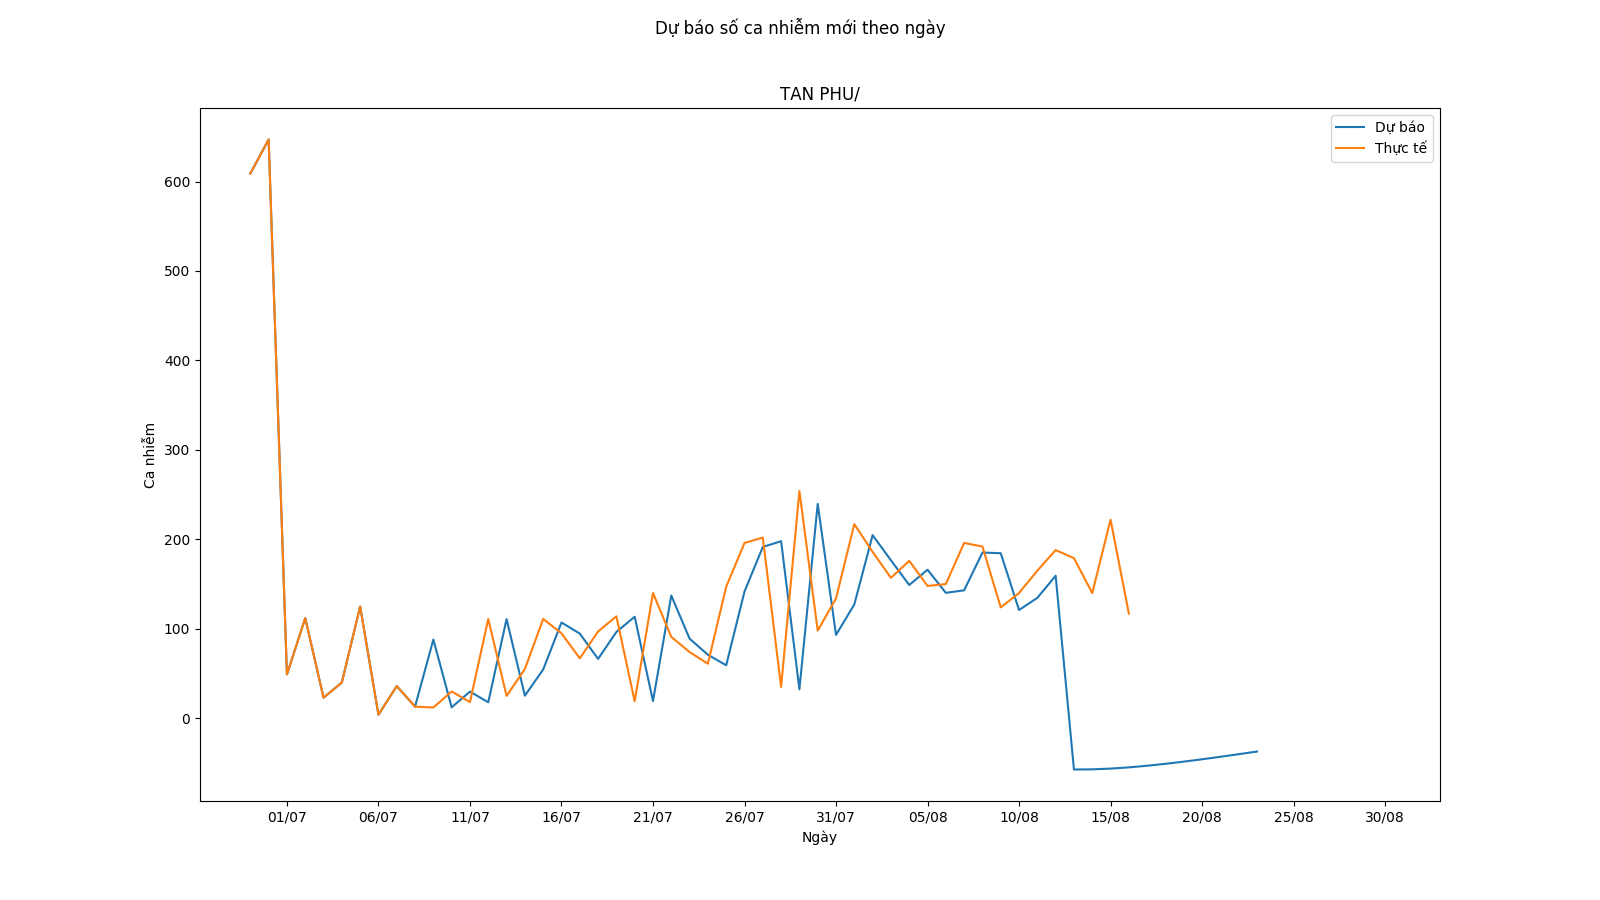 Dự báo số ca nhiễm mới theo ngày
TAN PHU/
Dự báo
Thực tế
600
500
400
300
200
100
0
Ca nhiễm
01/07 06/07 11/07 16/07 21/07 26/07 31/07 05/08 10/08 15/08 20/08 25/08 30/08
Ngày